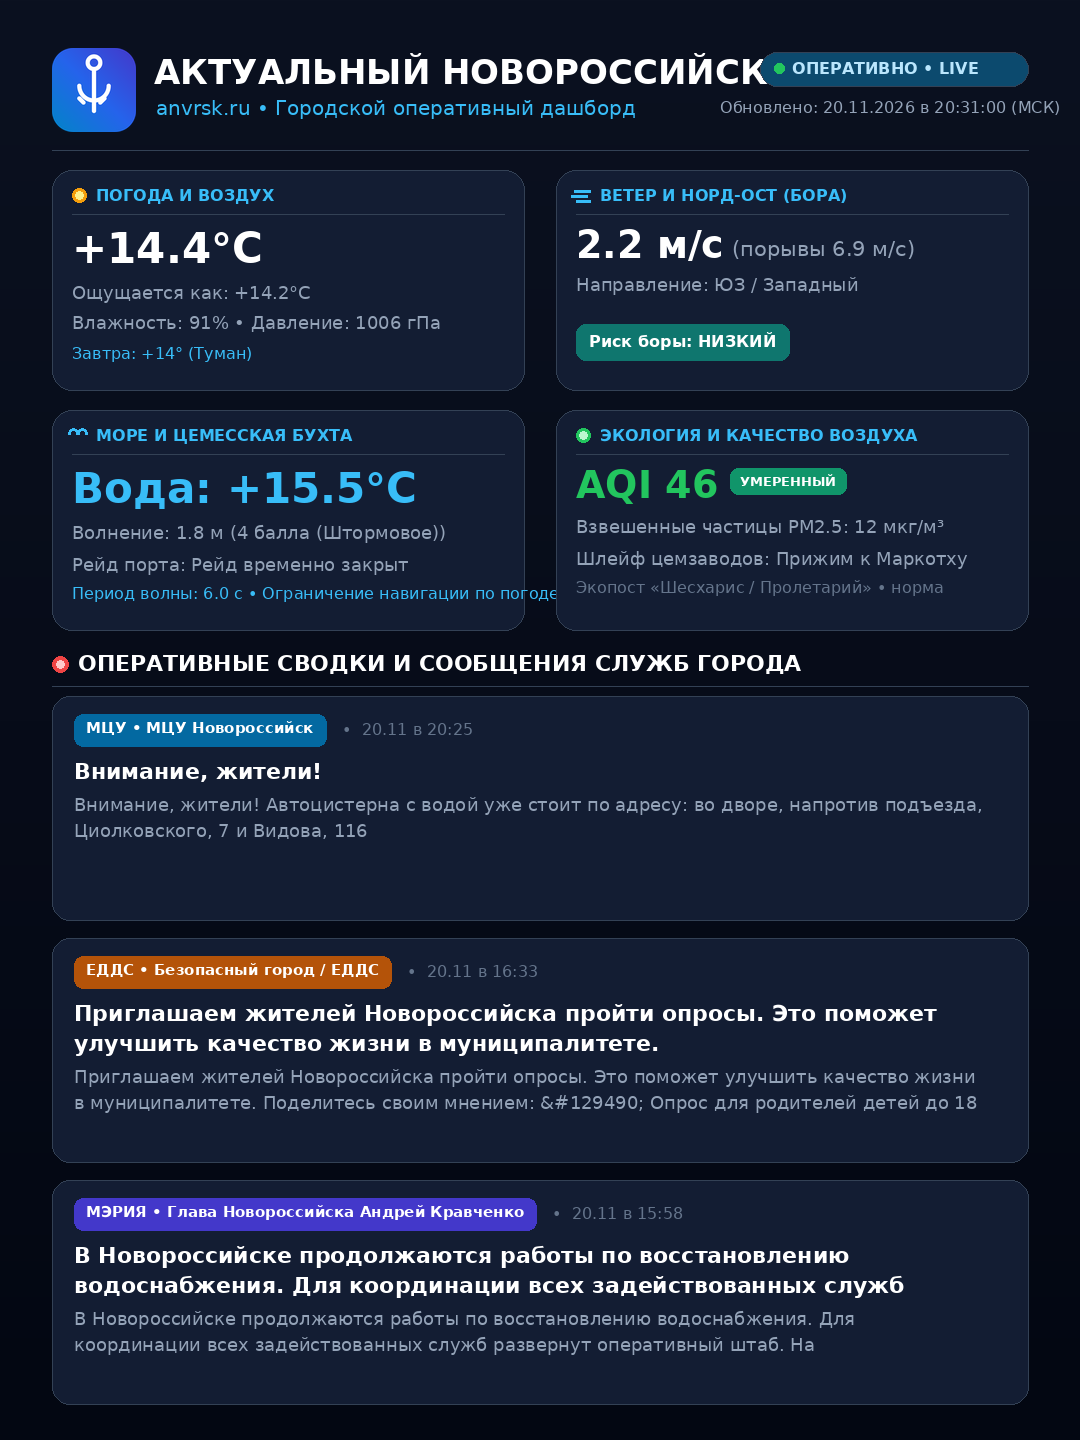 АКТУАЛЬНЫЙ НОВОРОССИЙСК
ОПЕРАТИВНО • LIVE
anvrsk.ru • Городской оперативный дашборд
Обновлено: 20.11.2026 в 20:31:00 (МСК)
ПОГОДА И ВОЗДУХ
+14.4°C
Ощущается как: +14.2°C
Влажность: 91% • Давление: 1006 гПа
Завтра: +14° (Туман)
ВЕТЕР И НОРД-ОСТ (БОРА)
2.2 м/с (порывы 6.9 м/с)
Направление: ЮЗ / Западный
Риск боры: НИЗКИЙ
МОРЕ И ЦЕМЕССКАЯ БУХТА
Вода: +15.5°C
Волнение: 1.8 м (4 балла (Штормовое))
Рейд порта: Рейд временно закрыт
Период волны: 6.0 с • Ограничение навигации по погоде
ЭКОЛОГИЯ И КАЧЕСТВО ВОЗДУХА
AQI 46 УМЕРЕННЫЙ
Взвешенные частицы PM2.5: 12 мкг/м³
Шлейф цемзаводов: Прижим к Маркотху
Экопост «Шесхарис / Пролетарий» • норма
ОПЕРАТИВНЫЕ СВОДКИ И СООБЩЕНИЯ СЛУЖБ ГОРОДА
МЦУ • МЦУ Новороссийск • 20.11 в 20:25
Внимание, жители!
Внимание, жители! Автоцистерна с водой уже стоит по адресу: во дворе, напротив подъезда,
Циолковского, 7 и Видова, 116
ЕДДС • Безопасный город / ЕДДС • 20.11 в 16:33
Приглашаем жителей Новороссийска пройти опросы. Это поможет
улучшить качество жизни в муниципалитете.
Приглашаем жителей Новороссийска пройти опросы. Это поможет улучшить качество жизни
в муниципалитете. Поделитесь своим мнением: &#129490; Опрос для родителей детей до 18
МЭРИЯ • Глава Новороссийска Андрей Кравченко • 20.11 в 15:58
В Новороссийске продолжаются работы по восстановлению
водоснабжения. Для координации всех задействованных служб
В Новороссийске продолжаются работы по восстановлению водоснабжения. Для
координации всех задействованных служб развернут оперативный штаб. На